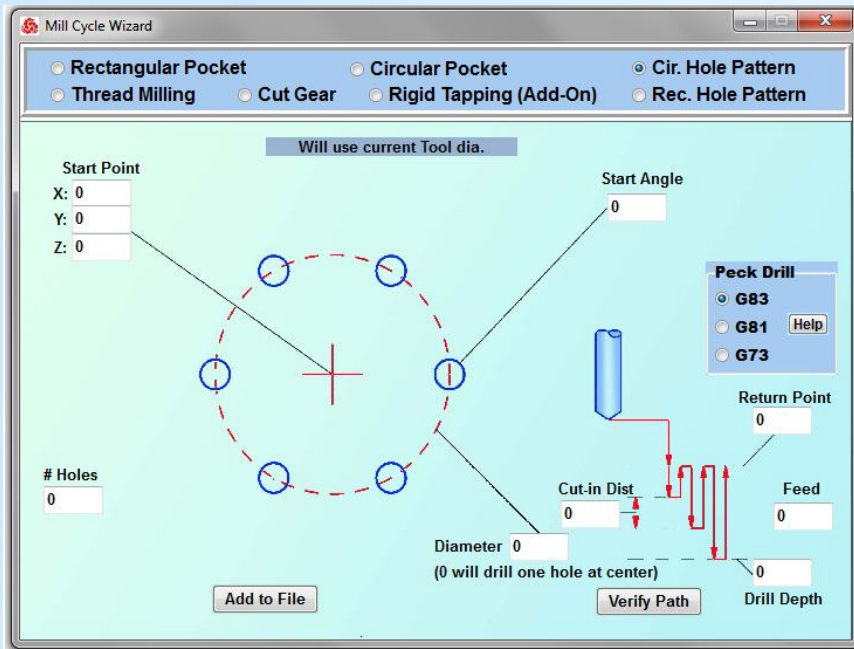 Mill Cycle Wizard
Rectangular Pocket
Circular Pocket
Cir. Hole Pattern
Thread Milling
Cut Gear
Rigid Tapping (Add-On)
Rec. Hole Pattern
Will use current Tool dia.
Start Point
X: 0
Y: 0
Z: 0
Start Angle
0
Peck Drill
G83
G81
Help
G73
Return Point
0
# Holes
0
Cut-in Dist
0
Feed
0
Diameter 0
(0 will drill one hole at center)
0
Drill Depth
Add to File
Verify Path